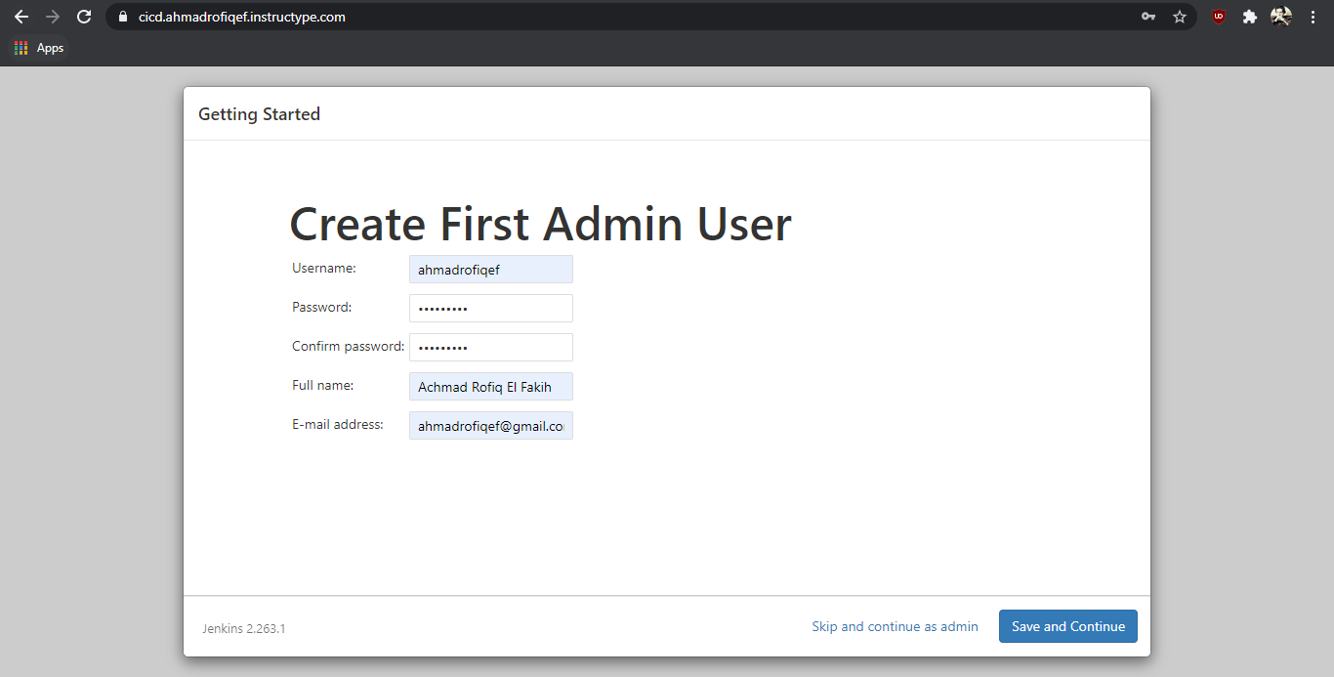 cicd.ahmadrofiqef.instructype.com
Apps
Getting Started
Create First Admin User
Username: ahmadrofiqef
Password: •••••••••
Confirm password: •••••••••
Full name: Achmad Rofiq El Fakih
E-mail address: ahmadrofiqef@gmail.co
Jenkins 2.263.1 Skip and continue as admin Save and Continue